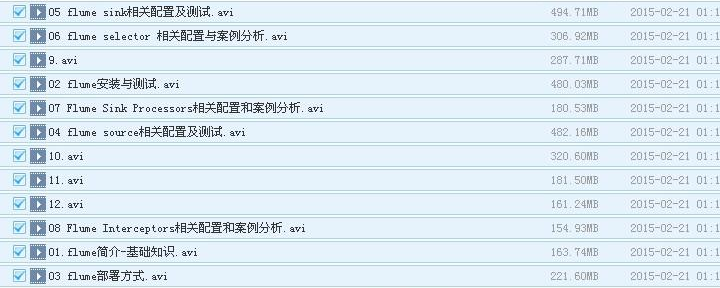 05 flume sink相关配置及测试.avi 494.71MB 2015-02-21 01:1
06 flume selector 相关配置与案例分析.avi 306.92MB 2015-02-21 01:1
9.avi 287.71MB 2015-02-21 01:1
02 flume安装与测试.avi 480.03MB 2015-02-21 01:1
07 Flume Sink Processors相关配置和案例分析.avi 180.53MB 2015-02-21 01:1
04 flume source相关配置及测试.avi 482.16MB 2015-02-21 01:1
10.avi 320.60MB 2015-02-21 01:1
11.avi 181.50MB 2015-02-21 01:1
12.avi 161.24MB 2015-02-21 01:1
08 Flume Interceptors相关配置和案例分析.avi 154.93MB 2015-02-21 01:1
01.flume简介-基础知识.avi 163.74MB 2015-02-21 01:1
03 flume部署方式.avi 221.60MB 2015-02-21 01:1